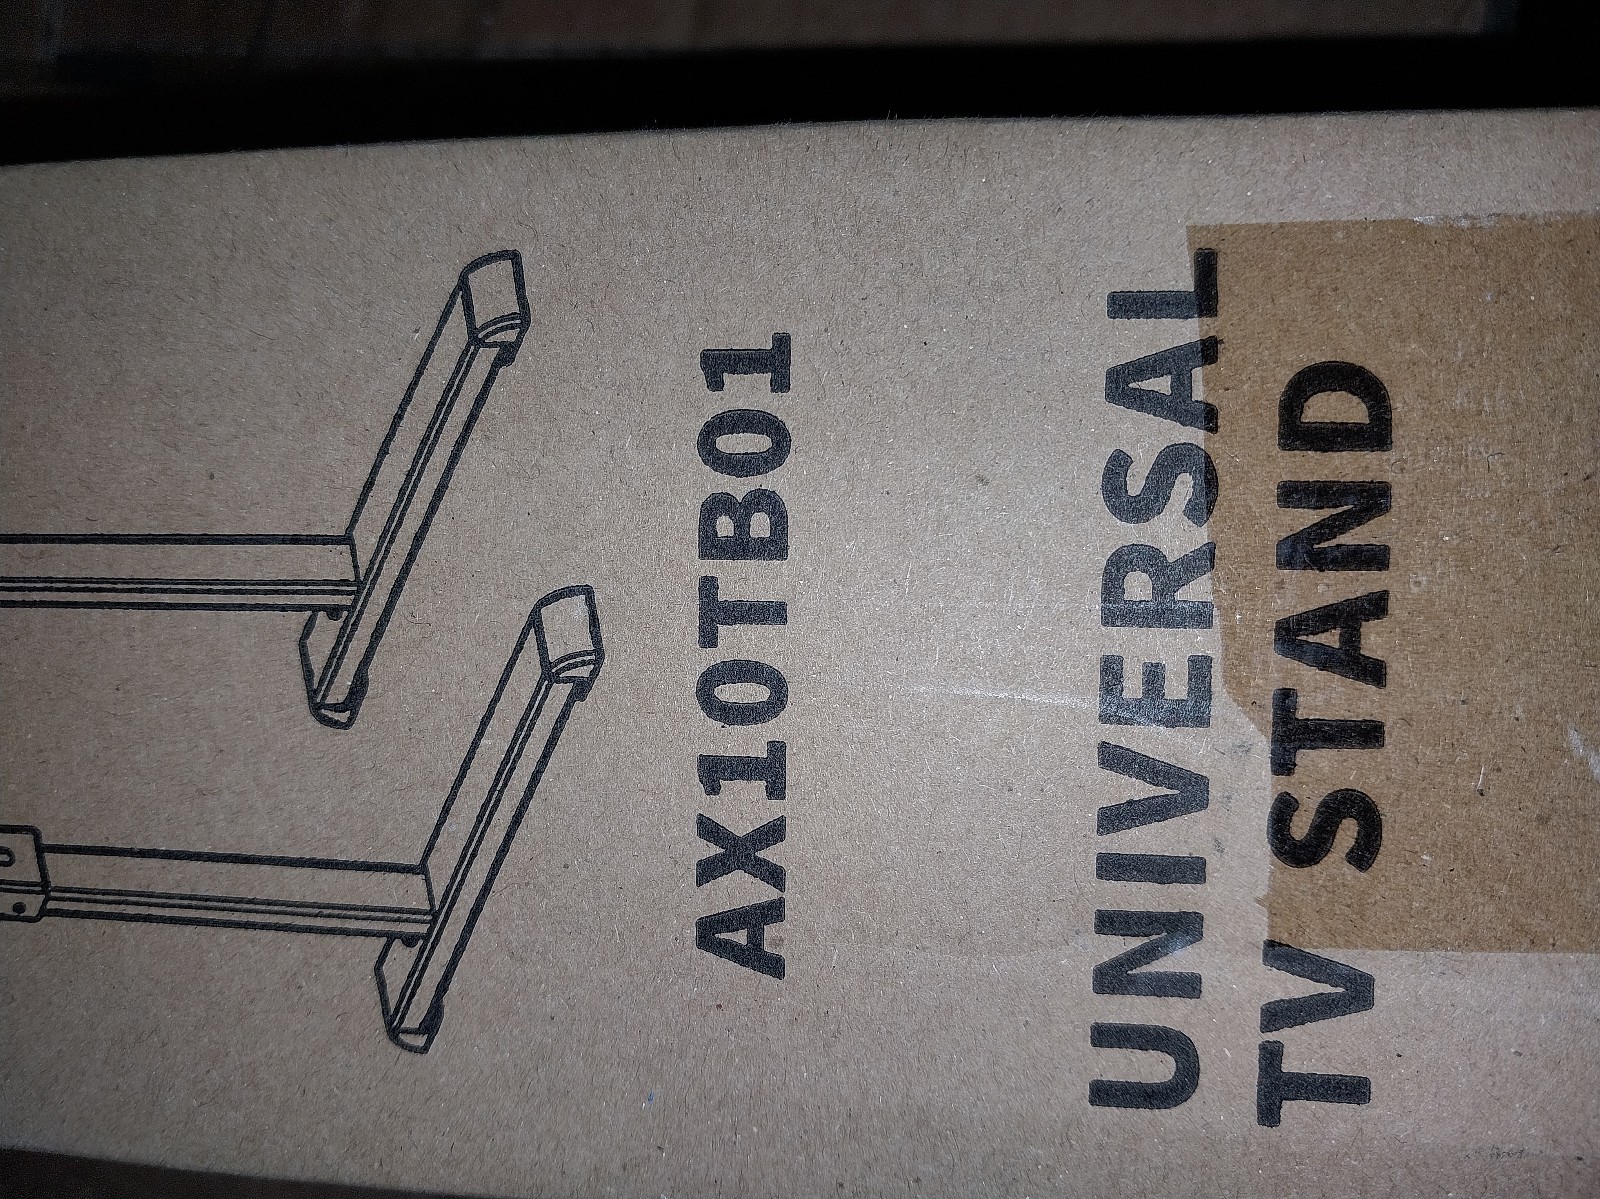 AX10TB01
UNIVERSAL
TV STAND